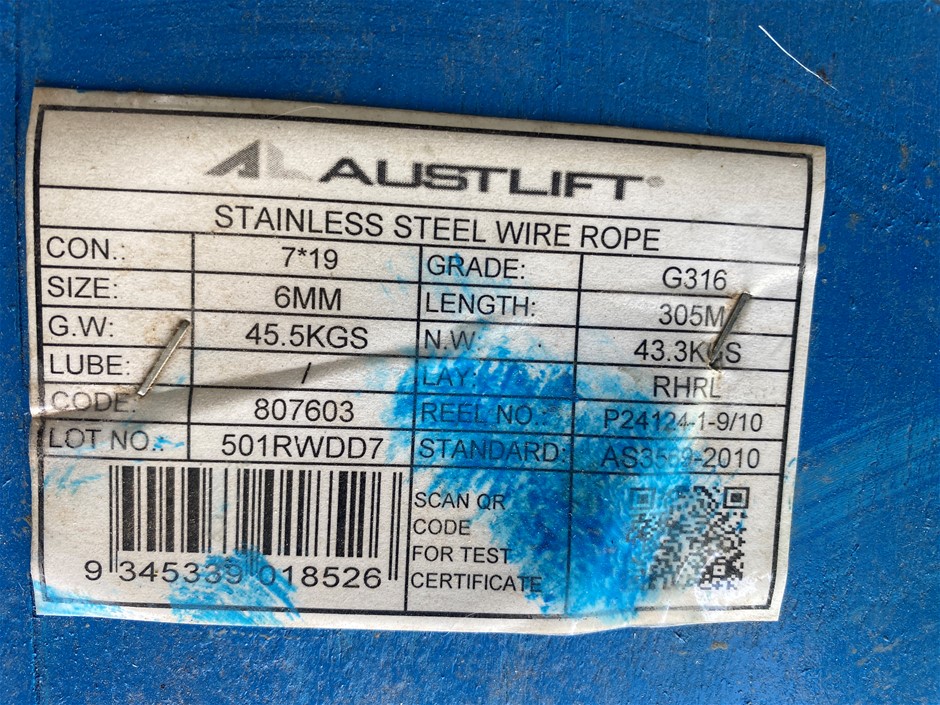 AL AUSTLIFT
STAINLESS STEEL WIRE ROPE
CON.: 7*19 GRADE: G316
SIZE: 6MM LENGTH: 305M
G.W: 45.5KGS N.W: 43.3KGS
LUBE: / LAY: RHRL
CODE: 807603 REEL NO.: P24124-1-9/10
LOT NO.: 501RWDD7 STANDARD: AS3569-2010
SCAN QR
CODE
FOR TEST
CERTIFICATE
9 345339 018526